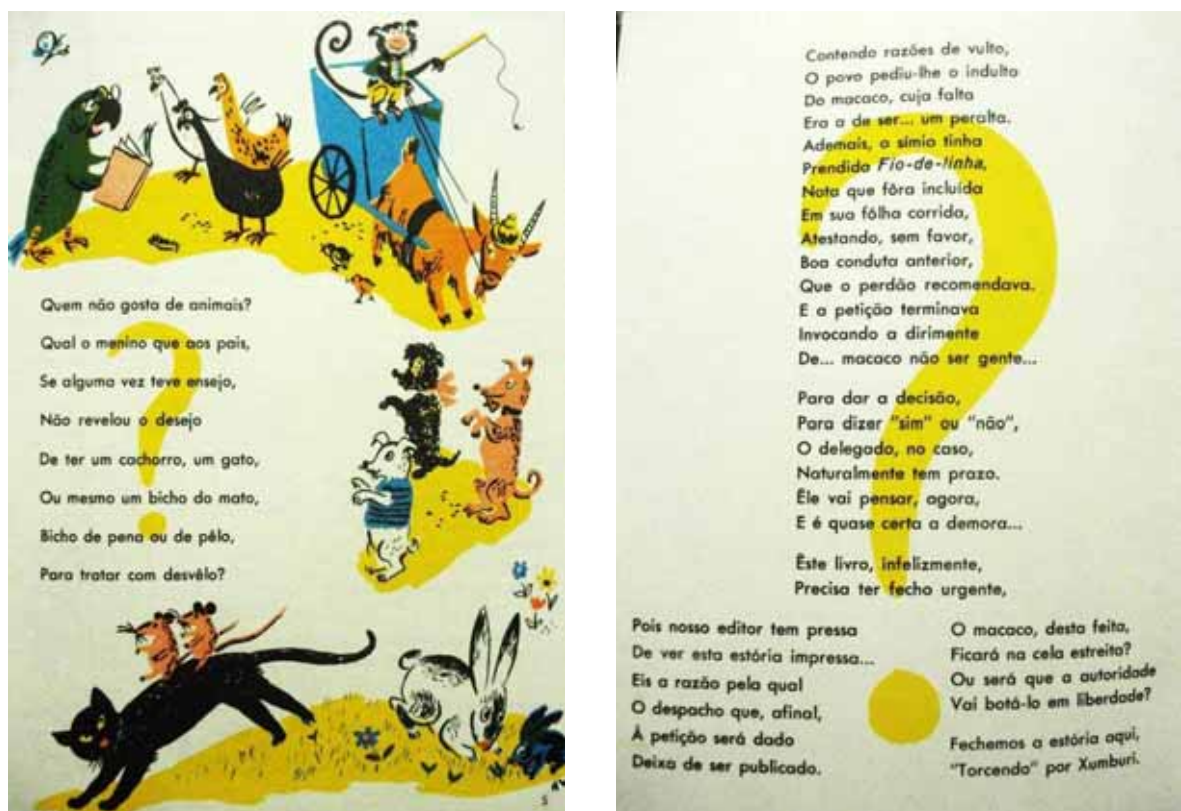 Quem não gosta de animais?
Qual o menino que aos pais,
Se alguma vez teve ensejo,
Não revelou o desejo
De ter um cachorro, um gato,
Ou mesmo um bicho do mato,
Bicho de pena ou de pêlo,
Para tratar com desvêlo?
5
Contendo razões de vulto,
O povo pediu-lhe o indulto
Do macaco, cuja falta
Era a de ser... um peralta.
Ademais, o símio tinha
Prendido Fio-de-linha,
Nota que fôra incluída
Em sua fôlha corrida,
Atestando, sem favor,
Boa conduta anterior,
Que o perdão recomendava.
E a petição terminava
Invocando a dirimente
De... macaco não ser gente...
Para dar a decisão,
Para dizer "sim" ou "não",
O delegado, no caso,
Naturalmente tem prazo.
Êle vai pensar, agora,
E é quase certa a demora...
Êste livro, infelizmente,
Precisa ter fecho urgente,
Pois nosso editor tem pressa
De ver esta estória impressa...
Eis a razão pela qual
O despacho que, afinal,
À petição será dado
Deixa de ser publicado.
O macaco, desta feita,
Ficará na cela estreita?
Ou será que a autoridade
Vai botá-lo em liberdade?
Fechemos a estória aqui,
"Torcendo" por Xumburi.